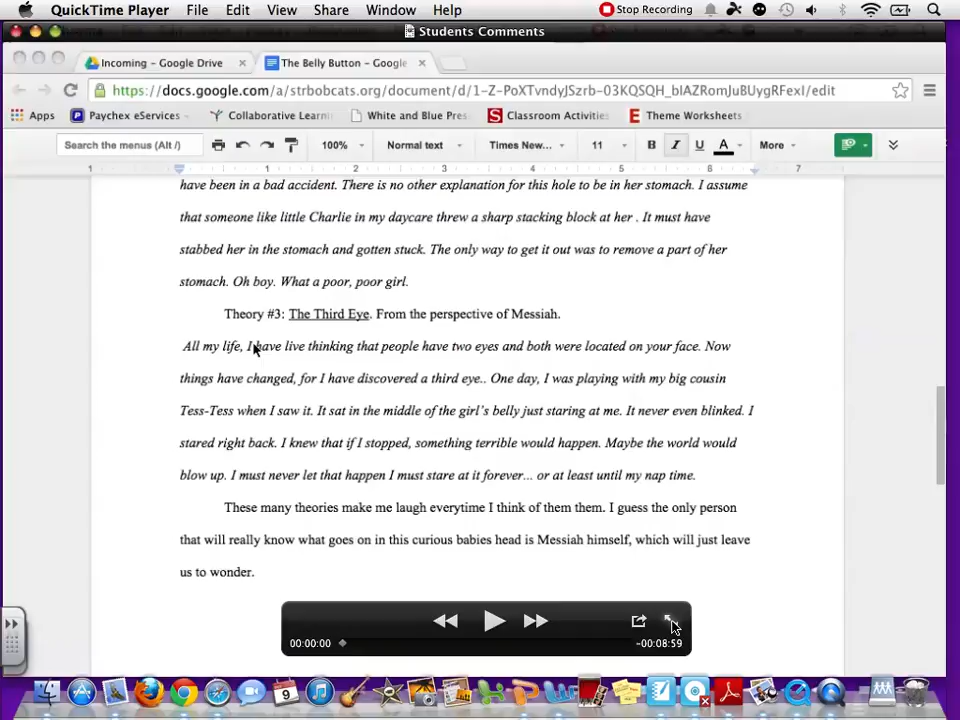 QuickTime Player File Edit View Share Window Help Stop Recording
Students Comments
Incoming – Google Drive The Belly Button – Google
https://docs.google.com/a/strbobcats.org/document/d/1-Z-PoXTvndyJSzrb-03KQSQH_bIAZRomJuBUygRFexI/edit
Apps Paychex eServices Collaborative Learni White and Blue Pres Classroom Activitie Theme Worksheets
Search the menus (Alt /) 100% Normal text Times New... 11 B I U A More
1 1 2 3 4 5 6 7
have been in a bad accident. There is no other explanation for this hole to be in her stomach. I assume
that someone like little Charlie in my daycare threw a sharp stacking block at her . It must have
stabbed her in the stomach and gotten stuck. The only way to get it out was to remove a part of her
stomach. Oh boy. What a poor, poor girl.
Theory #3: The Third Eye. From the perspective of Messiah.
All my life, I have live thinking that people have two eyes and both were located on your face. Now
things have changed, for I have discovered a third eye.. One day, I was playing with my big cousin
Tess-Tess when I saw it. It sat in the middle of the girl's belly just staring at me. It never even blinked. I
stared right back. I knew that if I stopped, something terrible would happen. Maybe the world would
blow up. I must never let that happen I must stare at it forever... or at least until my nap time.
These many theories make me laugh everytime I think of them them. I guess the only person
that will really know what goes on in this curious babies head is Messiah himself, which will just leave
us to wonder.
00:00:00 -00:08:59
9